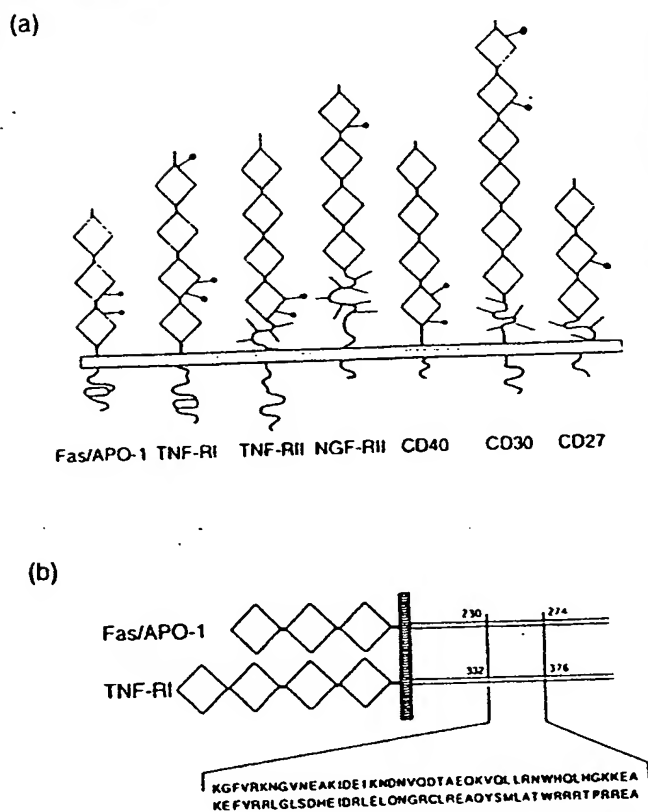 (a)
Fas/APO-1 TNF-RI TNF-RII NGF-RII CD40 CD30 CD27
(b)
Fas/APO-1
230 274
TNF-RI
332 376
KGFVRKNGVNEAKIDEIKNDNVQDTAEQKVQLLRNWHQLHGKKEA
KEFVRRLGLSDHEIDRLELQNGRCLREAQYSMLATWRRRTPRREA